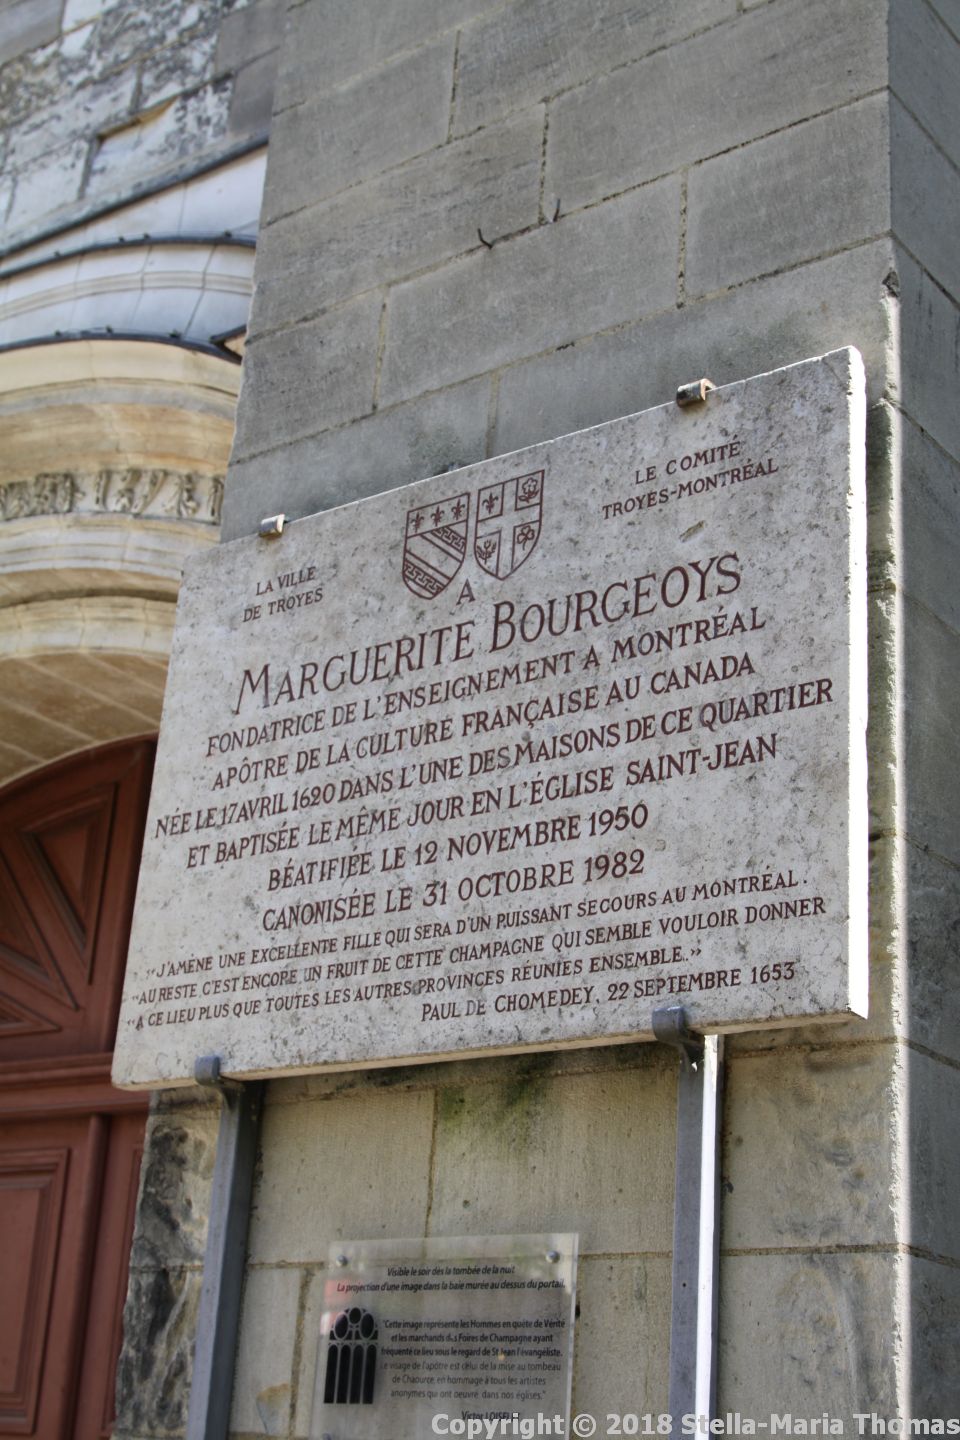 LA VILLE
DE TROYES
LE COMITÉ
TROYES-MONTRÉAL
A
MARGUERITE BOURGEOYS
FONDATRICE DE L'ENSEIGNEMENT A MONTRÉAL
APÔTRE DE LA CULTURE FRANÇAISE AU CANADA
NÉE LE 17 AVRIL 1620 DANS L'UNE DES MAISONS DE CE QUARTIER
ET BAPTISÉE LE MÊME JOUR EN L'ÉGLISE SAINT-JEAN
BÉATIFIÉE LE 12 NOVEMBRE 1950
CANONISÉE LE 31 OCTOBRE 1982
"J'AMÈNE UNE EXCELLENTE FILLE QUI SERA D'UN PUISSANT SECOURS AU MONTRÉAL.
"AU RESTE C'EST ENCORE UN FRUIT DE CETTE CHAMPAGNE QUI SEMBLE VOULOIR DONNER
"A CE LIEU PLUS QUE TOUTES LES AUTRES PROVINCES RÉUNIES ENSEMBLE.."
PAUL DE CHOMEDEY. 22 SEPTEMBRE 1653
Visible le soir dès la tombée de la nuit
La projection d'une image dans la baie murée au dessus du portail.
"Cette image représente les Hommes en quête de Vérité
et les marchands des Foires de Champagne ayant
fréquenté ce lieu sous le regard de St Jean l'évangéliste.
Le visage de l'apôtre est celui de la mise au tombeau
de Chaource, en hommage à tous les artistes
anonymes qui ont oeuvré dans nos églises."
Victor LOISELET
Copyright © 2018 Stella-Maria Thomas